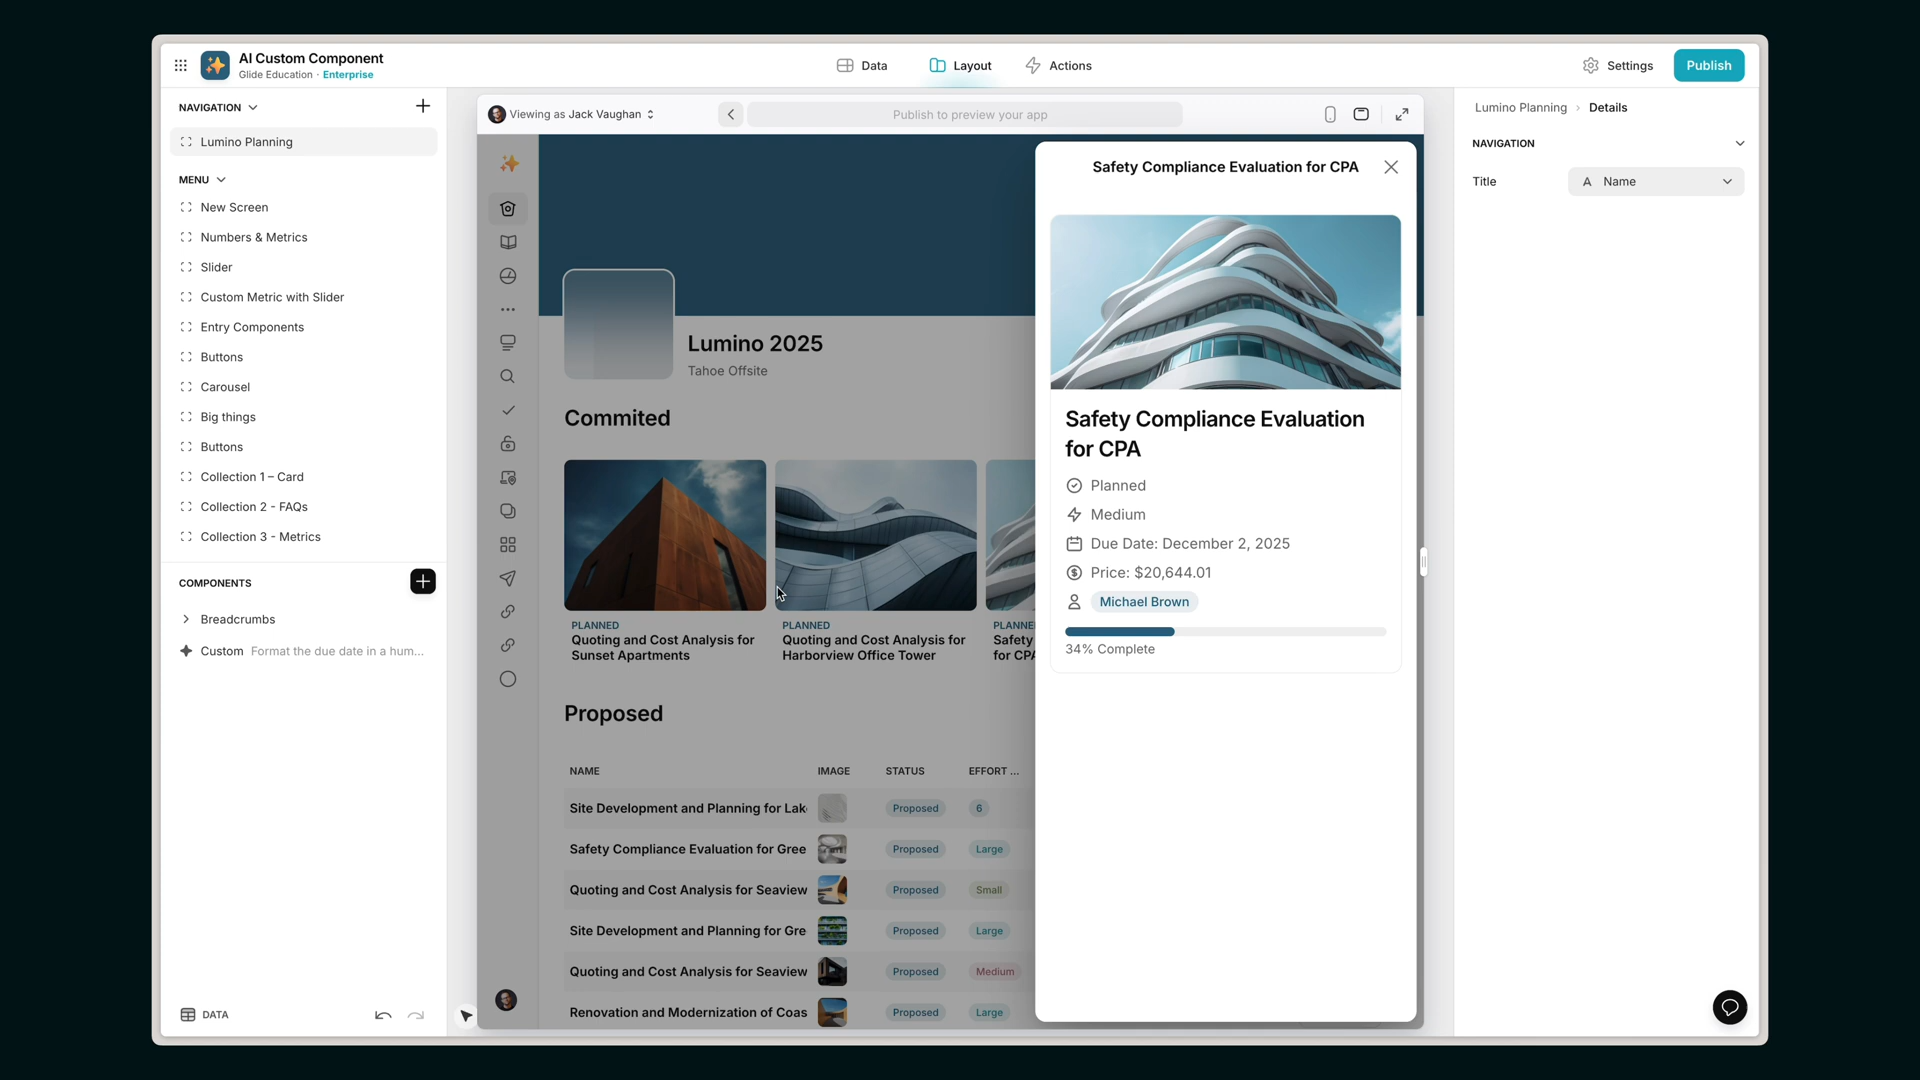 AI Custom Component
Glide Education · Enterprise
Data
Layout
Actions
Settings
Publish
NAVIGATION
Lumino Planning
MENU
New Screen
Numbers & Metrics
Slider
Custom Metric with Slider
Entry Components
Buttons
Carousel
Big things
Buttons
Collection 1 – Card
Collection 2 - FAQs
Collection 3 - Metrics
COMPONENTS
Breadcrumbs
Custom Format the due date in a hum...
DATA
Viewing as Jack Vaughan
Publish to preview your app
Lumino 2025
Tahoe Offsite
Commited
PLANNED
Quoting and Cost Analysis for
Sunset Apartments
PLANNED
Quoting and Cost Analysis for
Harborview Office Tower
PLANNE
Safety
for CPA
Proposed
NAME IMAGE STATUS EFFORT ...
Site Development and Planning for Lak Proposed 6
Safety Compliance Evaluation for Gree Proposed Large
Quoting and Cost Analysis for Seaview Proposed Small
Site Development and Planning for Gre Proposed Large
Quoting and Cost Analysis for Seaview Proposed Medium
Renovation and Modernization of Coas Proposed Large
Safety Compliance Evaluation for CPA
Safety Compliance Evaluation
for CPA
Planned
Medium
Due Date: December 2, 2025
Price: $20,644.01
Michael Brown
34% Complete
Lumino Planning › Details
NAVIGATION
Title A Name